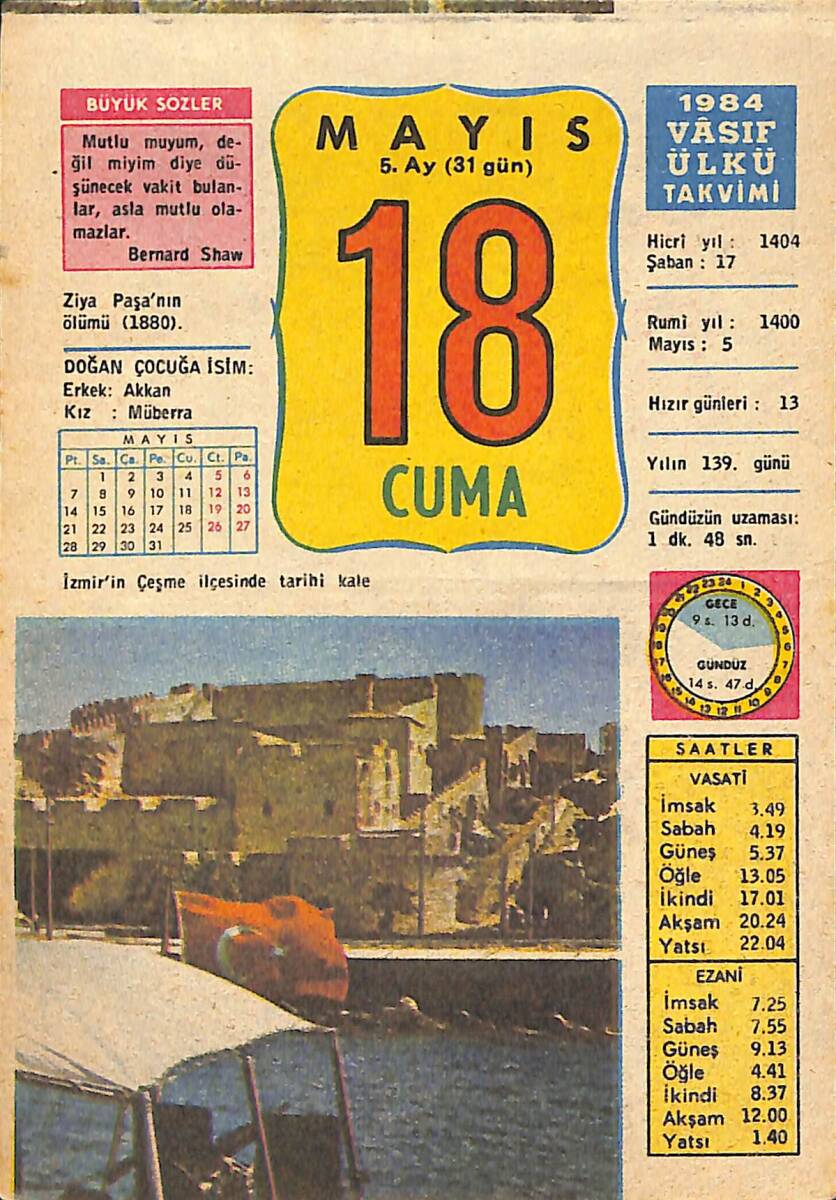 BÜYÜK SÖZLER
Mutlu muyum, de-
ğil miyim diye dü-
şünecek vakit bulan-
lar, asla mutlu ola-
mazlar.
Bernard Shaw
Ziya Paşa'nın
ölümü (1880).
DOĞAN ÇOCUĞA İSİM:
Erkek: Akkan
Kız : Müberra
MAYIS
Pt. Sa. Ça. Pe. Cu. Ct. Pa.
1 2 3 4 5 6
7 8 9 10 11 12 13
14 15 16 17 18 19 20
21 22 23 24 25 26 27
28 29 30 31
MAYIS
5. Ay (31 gün)
18
CUMA
1984
VÂSIF
ÜLKÜ
TAKVİMİ
Hicrî yıl : 1404
Şaban : 17
Rumî yıl : 1400
Mayıs : 5
Hızır günleri : 13
Yılın 139. günü
Gündüzün uzaması:
1 dk. 48 sn.
İzmir'in Çeşme ilçesinde tarihi kale
GECE
9 s. 13 d.
GÜNDÜZ
14 s. 47 d.
SAATLER
VASATİ
İmsak 3.49
Sabah 4.19
Güneş 5.37
Öğle 13.05
İkindi 17.01
Akşam 20.24
Yatsı 22.04
EZANİ
İmsak 7.25
Sabah 7.55
Güneş 9.13
Öğle 4.41
İkindi 8.37
Akşam 12.00
Yatsı 1.40